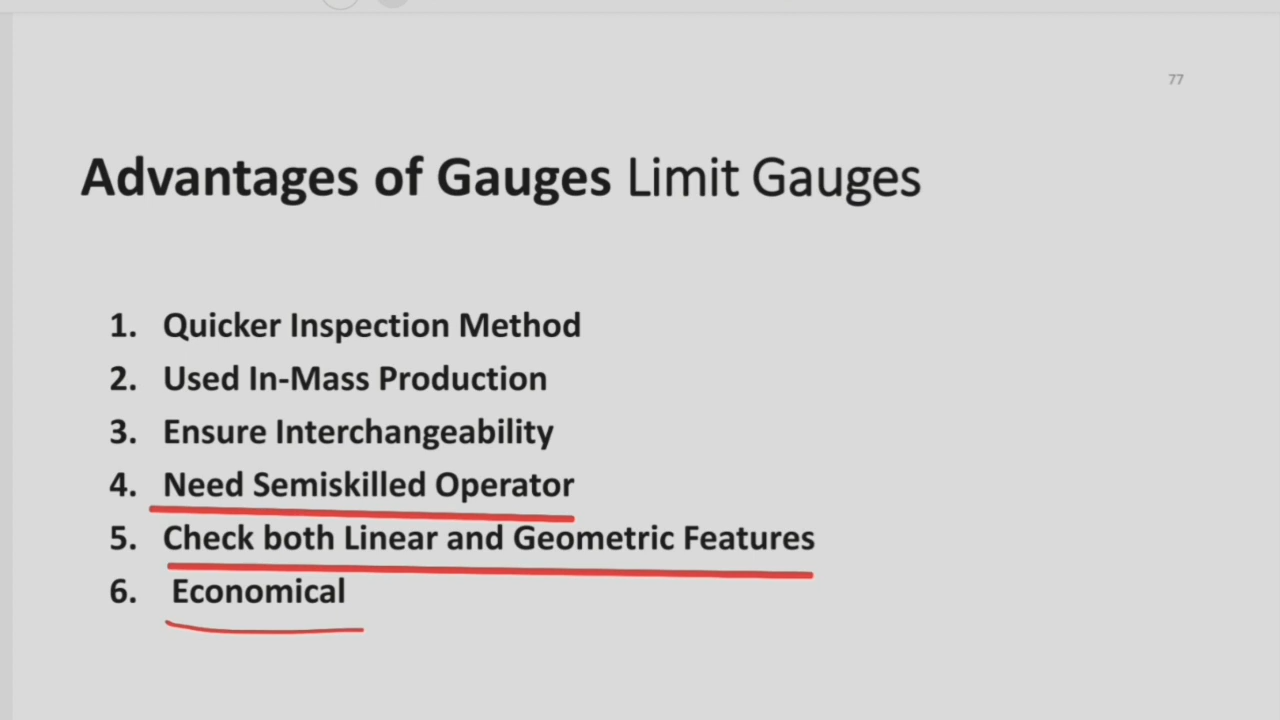 77
Advantages of Gauges Limit Gauges
1. Quicker Inspection Method
2. Used In-Mass Production
3. Ensure Interchangeability
4. Need Semiskilled Operator
5. Check both Linear and Geometric Features
6. Economical